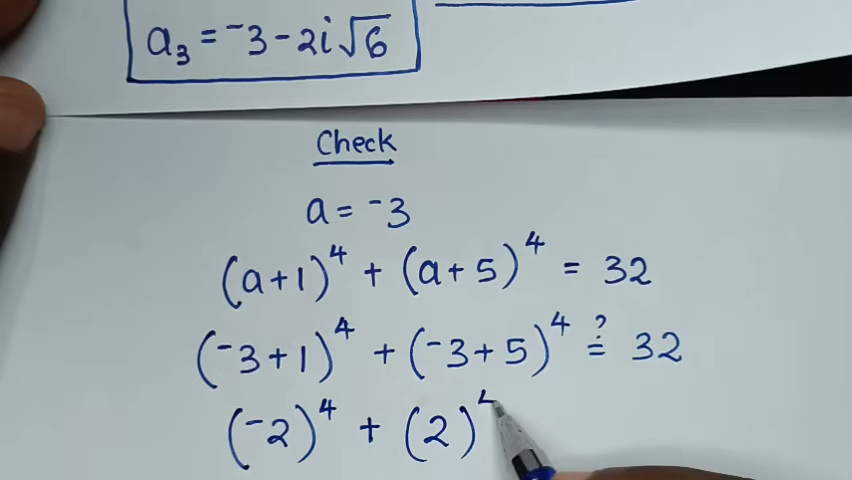 a₃ = ⁻3 - 2i√6
Check
a = ⁻3
(a+1)⁴ + (a+5)⁴ = 32
(⁻3+1)⁴ + (⁻3+5)⁴ ≟ 32
(⁻2)⁴ + (2)⁴